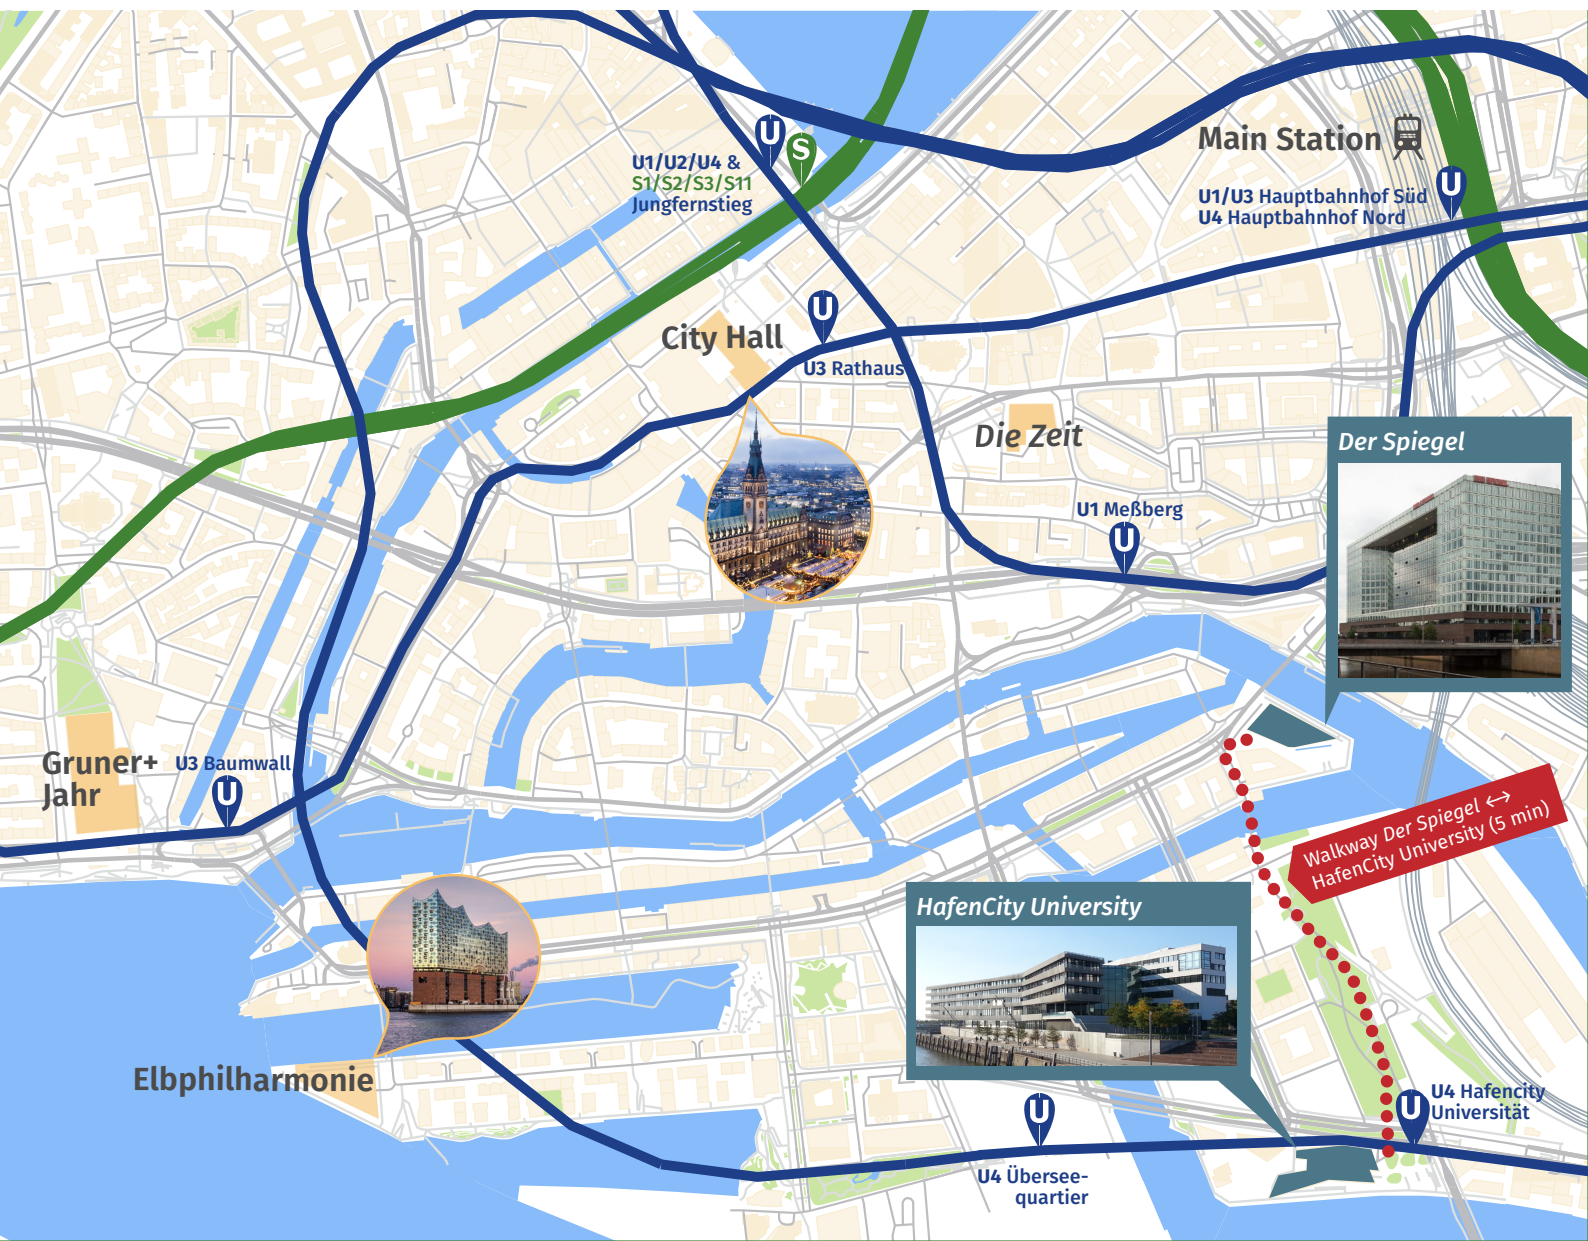 Main Station
U
S
U1/U2/U4 &
S1/S2/S3/S11
Jungfernstieg
U
U1/U3 Hauptbahnhof Süd
U4 Hauptbahnhof Nord
U
City Hall
U3 Rathaus
Die Zeit
Der Spiegel
U1 Meßberg
U
Gruner+
Jahr
U3 Baumwall
U
Walkway Der Spiegel ↔
HafenCity University (5 min)
HafenCity University
Elbphilharmonie
U
U4 Übersee-
quartier
U
U4 Hafencity
Universität